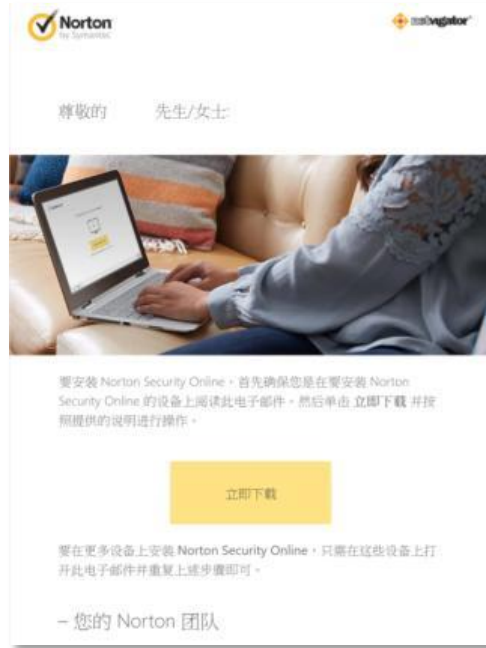 Norton
by Symantec
netvigator
尊敬的 先生/女士:
要安装 Norton Security Online，首先确保您是在要安装 Norton
Security Online 的设备上阅读此电子邮件。然后单击 立即下载 并按
照提供的说明进行操作。
立即下载
要在更多设备上安装 Norton Security Online，只需在这些设备上打
开此电子邮件并重复上述步骤即可。
– 您的 Norton 团队